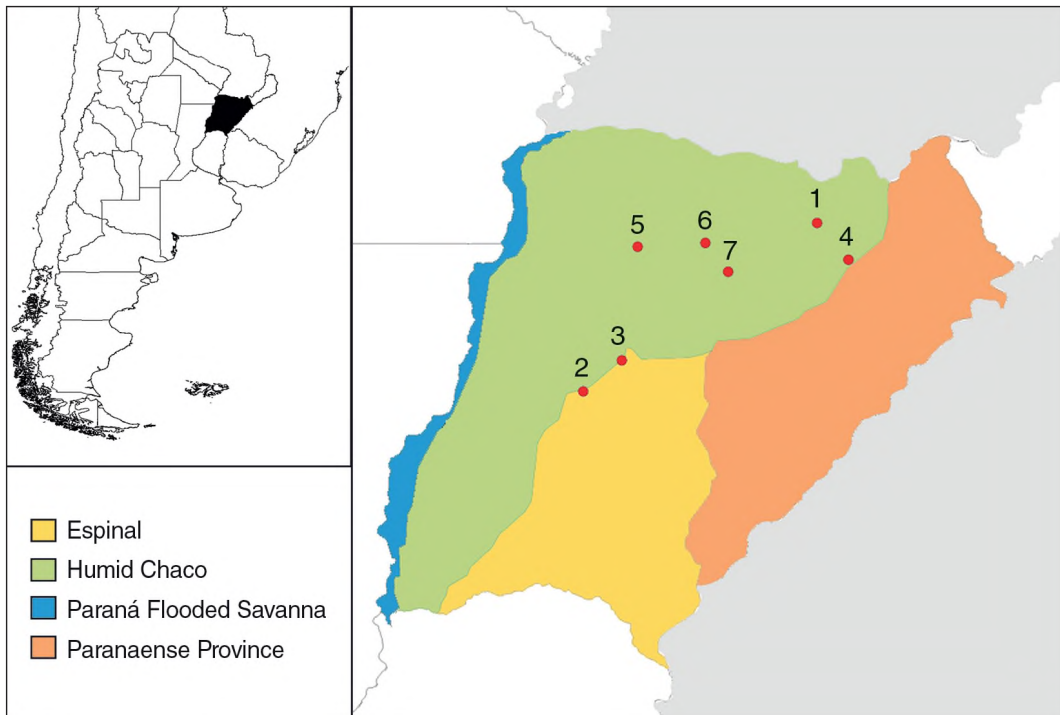 1
6
5
4
7
3
2
Espinal
Humid Chaco
Paraná Flooded Savanna
Paranaense Province